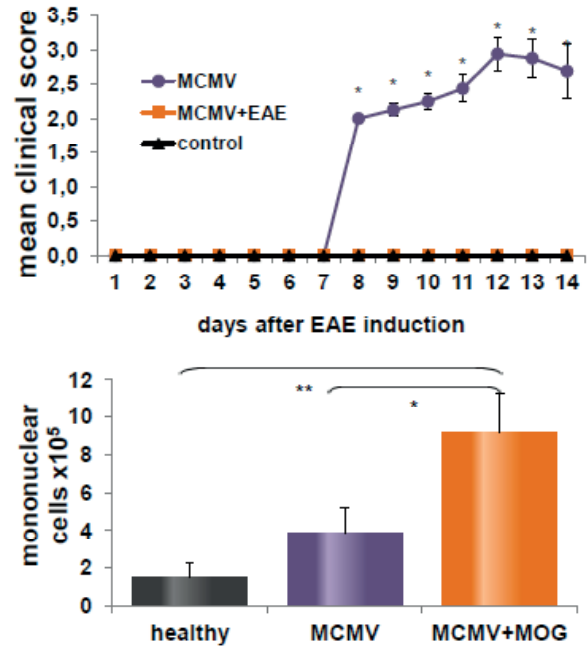 3,5
3,0
2,5
2,0
1,5
1,0
0,5
0,0
mean clinical score
MCMV
MCMV+EAE
control
* * * * * * *
1 2 3 4 5 6 7 8 9 10 11 12 13 14
days after EAE induction
12
10
8
6
4
2
0
mononuclear
cells x10⁵
**
*
healthy MCMV MCMV+MOG